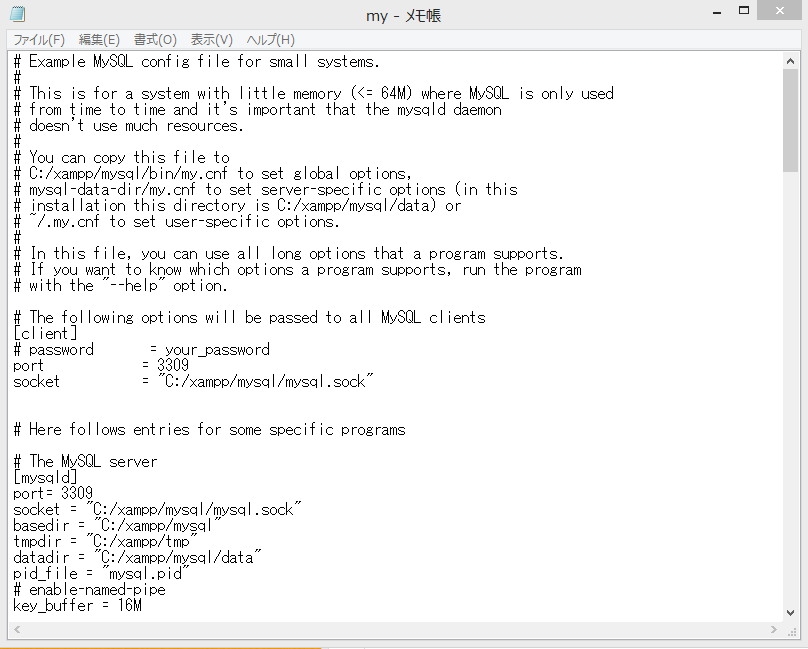 my - メモ帳
ファイル(F) 編集(E) 書式(O) 表示(V) ヘルプ(H)
# Example MySQL config file for small systems.
#
# This is for a system with little memory (<= 64M) where MySQL is only used
# from time to time and it's important that the mysqld daemon
# doesn't use much resources.
#
# You can copy this file to
# C:/xampp/mysql/bin/my.cnf to set global options,
# mysql-data-dir/my.cnf to set server-specific options (in this
# installation this directory is C:/xampp/mysql/data) or
# ~/.my.cnf to set user-specific options.
#
# In this file, you can use all long options that a program supports.
# If you want to know which options a program supports, run the program
# with the "--help" option.

# The following options will be passed to all MySQL clients
[client]
# password       = your_password
port            = 3309
socket          = "C:/xampp/mysql/mysql.sock"

# Here follows entries for some specific programs

# The MySQL server
[mysqld]
port= 3309
socket = "C:/xampp/mysql/mysql.sock"
basedir = "C:/xampp/mysql"
tmpdir = "C:/xampp/tmp"
datadir = "C:/xampp/mysql/data"
pid_file = "mysql.pid"
# enable-named-pipe
key_buffer = 16M